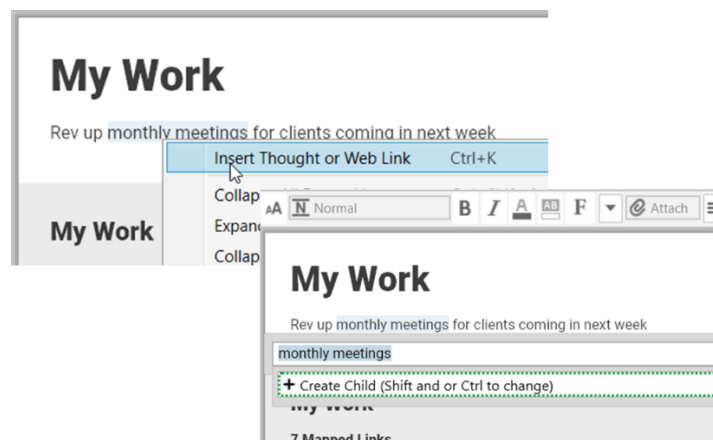 My Work
Rev up monthly meetings for clients coming in next week
Insert Thought or Web Link Ctrl+K
My Work
Collap
Expan
Collap
AA N Normal B I A AB F Attach
My Work
Rev up monthly meetings for clients coming in next week
monthly meetings
+ Create Child (Shift and or Ctrl to change)
My Work
7 Mapped Links